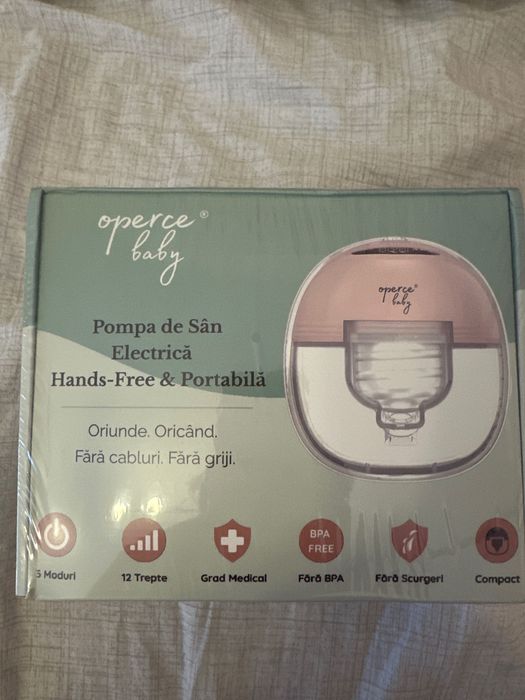 operce®
baby
Pompa de Sân
Electrică
Hands-Free & Portabilă
Oriunde. Oricând.
Fără cabluri. Fără griji.
operce®
baby
BPA
FREE
5 Moduri
12 Trepte
Grad Medical
Fără BPA
Fără Scurgeri
Compact